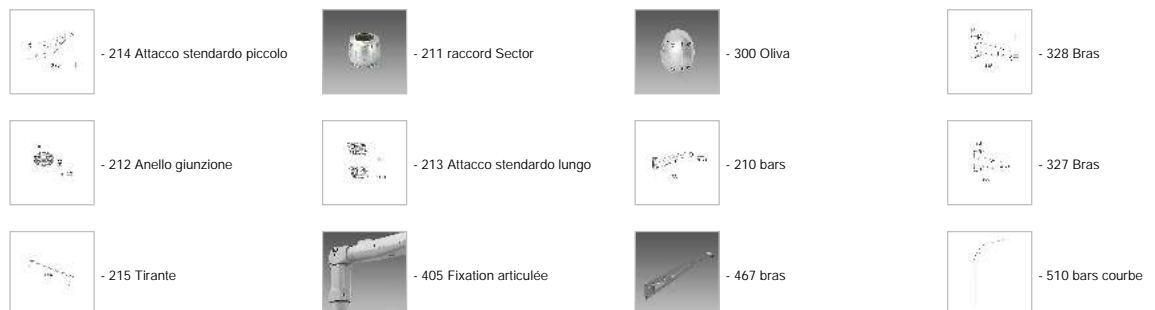 - 214 Attacco stendardo piccolo
- 211 raccord Sector
- 300 Oliva
- 328 Bras
- 212 Anello giunzione
- 213 Attacco stendardo lungo
- 210 bars
- 327 Bras
- 215 Tirante
- 405 Fixation articulée
- 467 bras
- 510 bars courbe